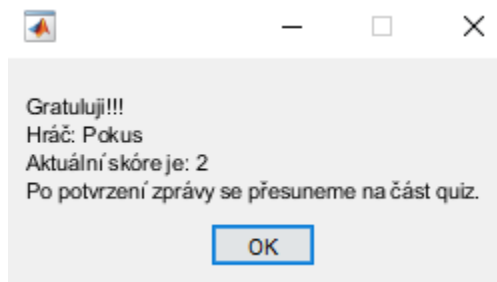 Gratuluji!!!
Hráč: Pokus
Aktuální skóre je: 2
Po potvrzení zprávy se přesuneme na část quiz.
OK